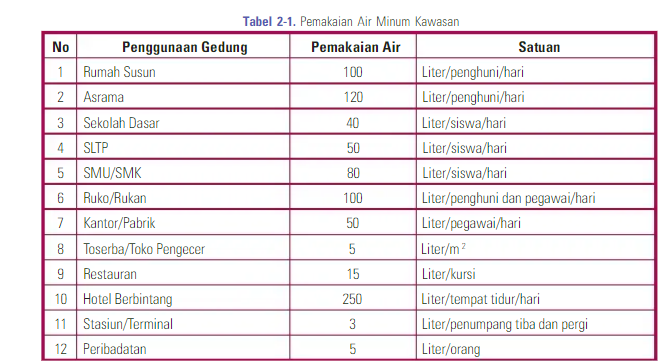 Tabel 2-1. Pemakaian Air Minum Kawasan
No Penggunaan Gedung Pemakaian Air Satuan
1 Rumah Susun 100 Liter/penghuni/hari
2 Asrama 120 Liter/penghuni/hari
3 Sekolah Dasar 40 Liter/siswa/hari
4 SLTP 50 Liter/siswa/hari
5 SMU/SMK 80 Liter/siswa/hari
6 Ruko/Rukan 100 Liter/penghuni dan pegawai/hari
7 Kantor/Pabrik 50 Liter/pegawai/hari
8 Toserba/Toko Pengecer 5 Liter/m ²
9 Restauran 15 Liter/kursi
10 Hotel Berbintang 250 Liter/tempat tidur/hari
11 Stasiun/Terminal 3 Liter/penumpang tiba dan pergi
12 Peribadatan 5 Liter/orang